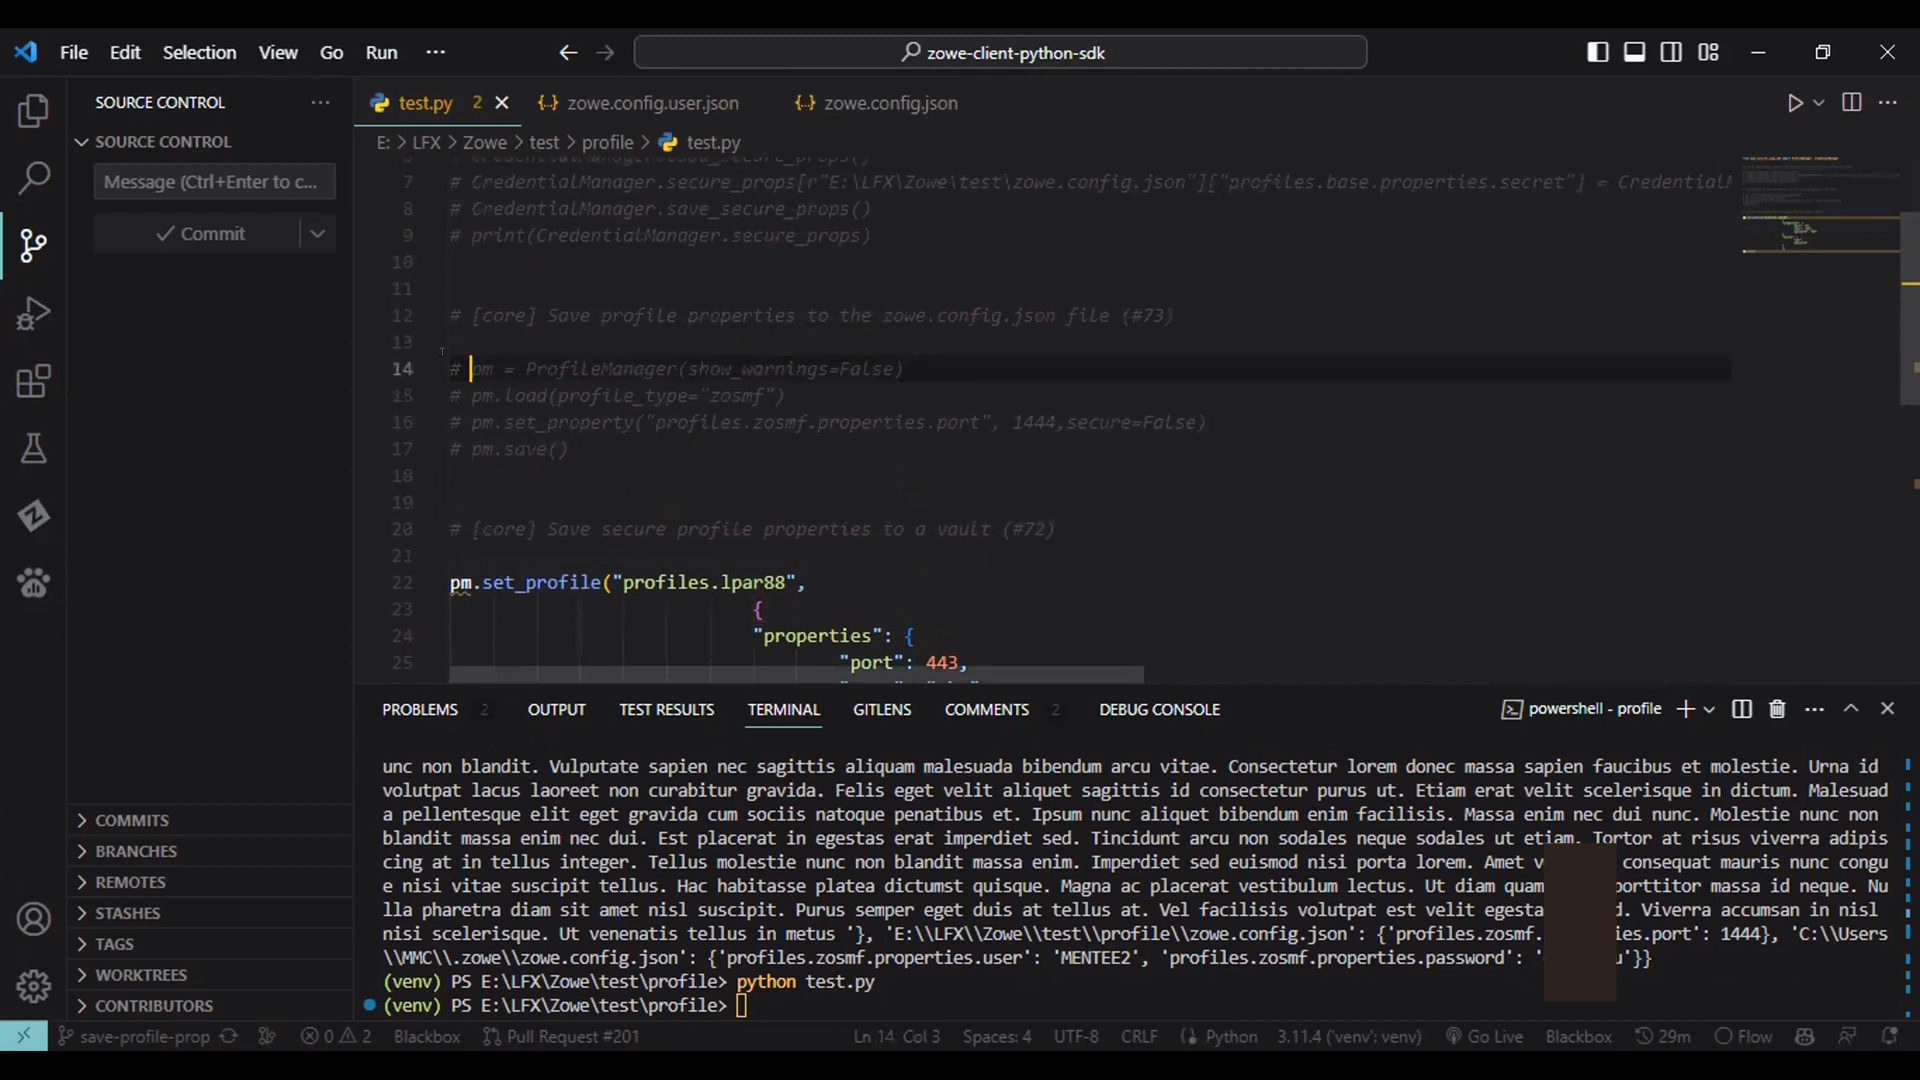 File Edit Selection View Go Run ···
zowe-client-python-sdk
SOURCE CONTROL ···
SOURCE CONTROL
Message (Ctrl+Enter to c...
Commit
COMMITS
BRANCHES
REMOTES
STASHES
TAGS
WORKTREES
CONTRIBUTORS
test.py 2
zowe.config.user.json
zowe.config.json
E: > LFX > Zowe > test > profile > test.py
7 # CredentialManager.secure_props[r"E:\LFX\Zowe\test\zowe.config.json"]["profiles.base.properties.secret"] = CredentialM
8 # CredentialManager.save_secure_props()
9 # print(CredentialManager.secure_props)
10
11
12 # [core] Save profile properties to the zowe.config.json file (#73)
13
14 # pm = ProfileManager(show_warnings=False)
15 # pm.load(profile_type="zosmf")
16 # pm.set_property("profiles.zosmf.properties.port", 1444,secure=False)
17 # pm.save()
18
19
20 # [core] Save secure profile properties to a vault (#72)
21
22 pm.set_profile("profiles.lpar88",
23 {
24 "properties": {
25 "port": 443,
PROBLEMS 2 OUTPUT TEST RESULTS TERMINAL GITLENS COMMENTS 2 DEBUG CONSOLE
powershell - profile
unc non blandit. Vulputate sapien nec sagittis aliquam malesuada bibendum arcu vitae. Consectetur lorem donec massa sapien faucibus et molestie. Urna id
volutpat lacus laoreet non curabitur gravida. Felis eget velit aliquet sagittis id consectetur purus ut. Etiam erat velit scelerisque in dictum. Malesuad
a pellentesque elit eget gravida cum sociis natoque penatibus et. Ipsum nunc aliquet bibendum enim facilisis. Massa enim nec dui nunc. Molestie nunc non
blandit massa enim nec dui. Est placerat in egestas erat imperdiet sed. Tincidunt arcu non sodales neque sodales ut etiam. Tortor at risus viverra adipis
cing at in tellus integer. Tellus molestie nunc non blandit massa enim. Imperdiet sed euismod nisi porta lorem. Amet v consequat mauris nunc congu
e nisi vitae suscipit tellus. Hac habitasse platea dictumst quisque. Magna ac placerat vestibulum lectus. Ut diam quam porttitor massa id neque. Nu
lla pharetra diam sit amet nisl suscipit. Purus semper eget duis at tellus at. Vel facilisis volutpat est velit egesta d. Viverra accumsan in nisl
nisi scelerisque. Ut venenatis tellus in metus '}, 'E:\\LFX\\Zowe\\test\\profile\\zowe.config.json': {'profiles.zosmf. ies.port': 1444}, 'C:\\Users
\\MMC\\.zowe\\zowe.config.json': {'profiles.zosmf.properties.user': 'MENTEE2', 'profiles.zosmf.properties.password': ' u'}}
(venv) PS E:\LFX\Zowe\test\profile> python test.py
(venv) PS E:\LFX\Zowe\test\profile>
save-profile-prop 0 2 Blackbox Pull Request #201 Ln 14, Col 3 Spaces: 4 UTF-8 CRLF Python 3.11.4 ('venv': venv) Go Live Blackbox 29m Flow